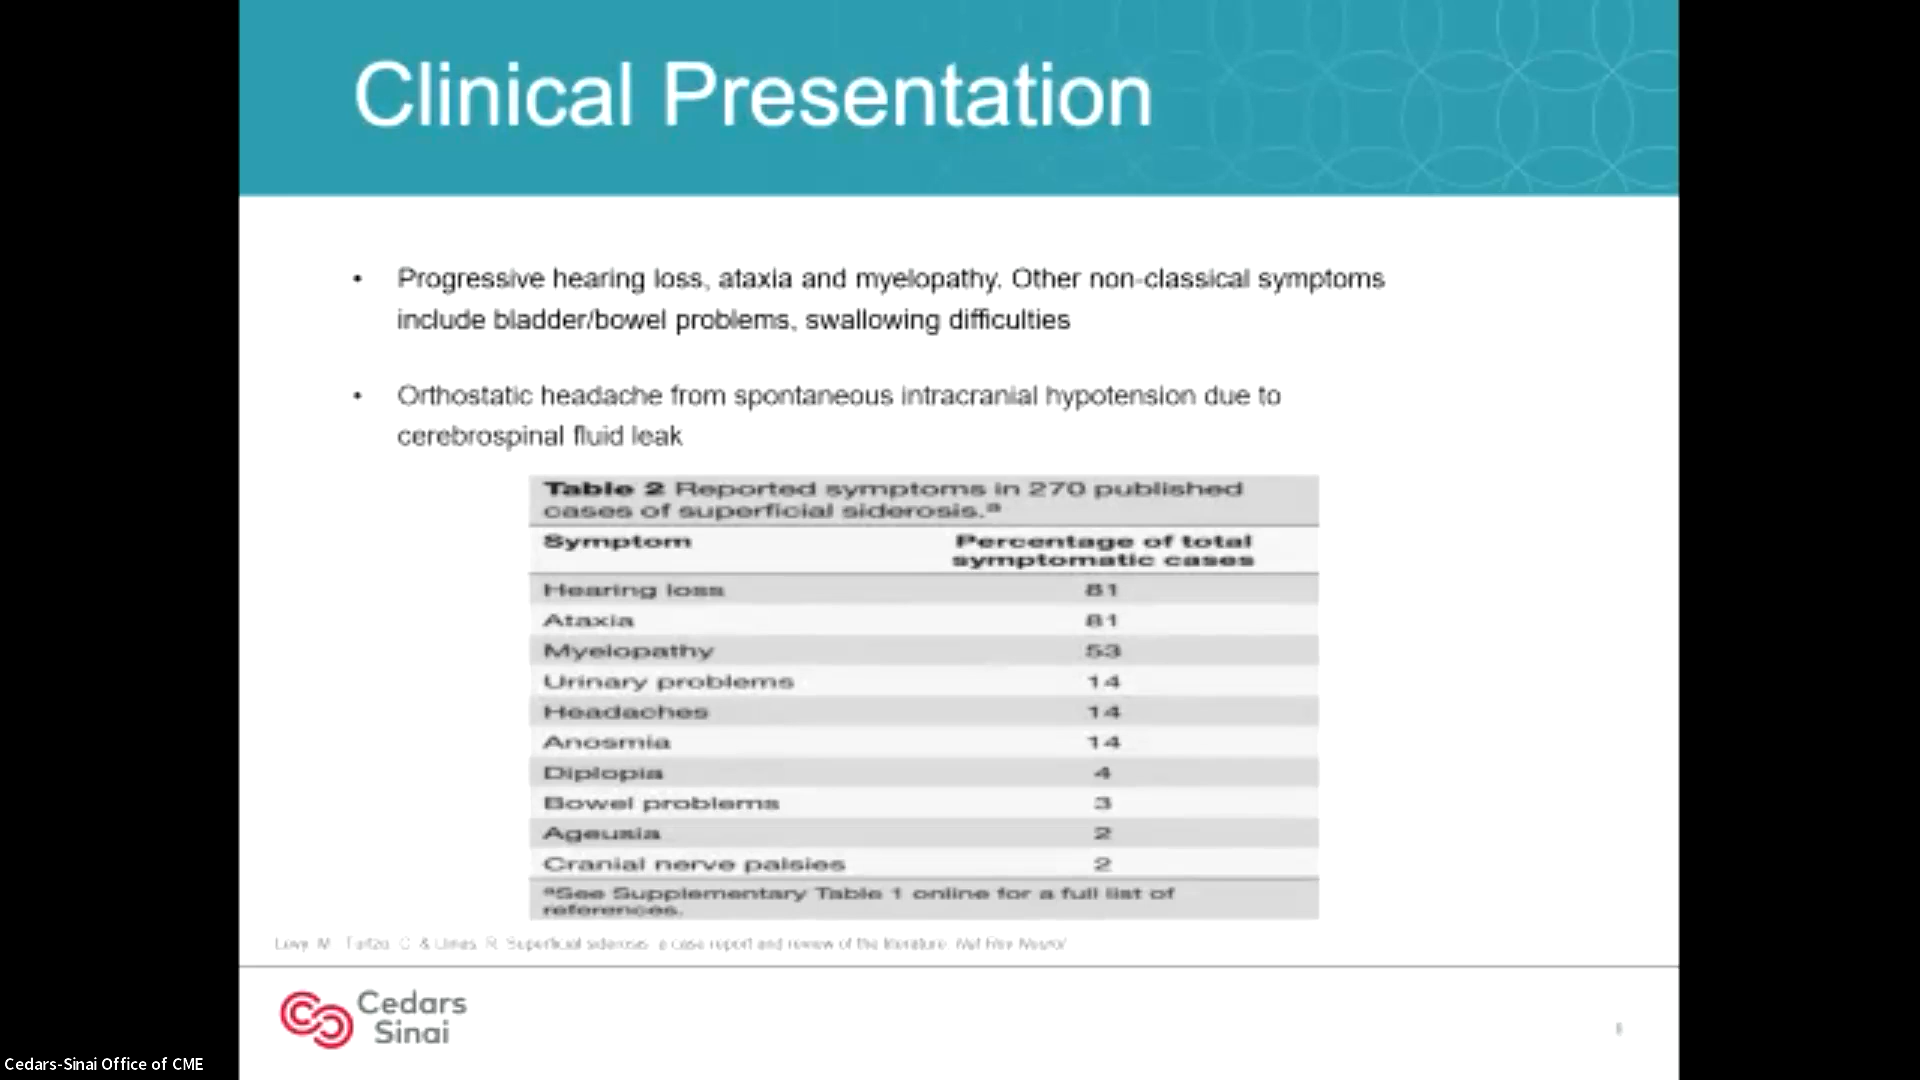 Clinical Presentation
• Progressive hearing loss, ataxia and myelopathy. Other non-classical symptoms
include bladder/bowel problems, swallowing difficulties
• Orthostatic headache from spontaneous intracranial hypotension due to
cerebrospinal fluid leak
Table 2 Reported symptoms in 270 published
cases of superficial siderosis.ª
Symptom Percentage of total
symptomatic cases
Hearing loss 81
Ataxia 81
Myelopathy 53
Urinary problems 14
Headaches 14
Anosmia 14
Diplopia 4
Bowel problems 3
Ageusia 2
Cranial nerve palsies 2
ªSee Supplementary Table 1 online for a full list of
references.
Levy, M. C. & R. Superficial siderosis: a case report and review of the literature. Nat Rev Neurol
Cedars
Sinai
Cedars-Sinai Office of CME